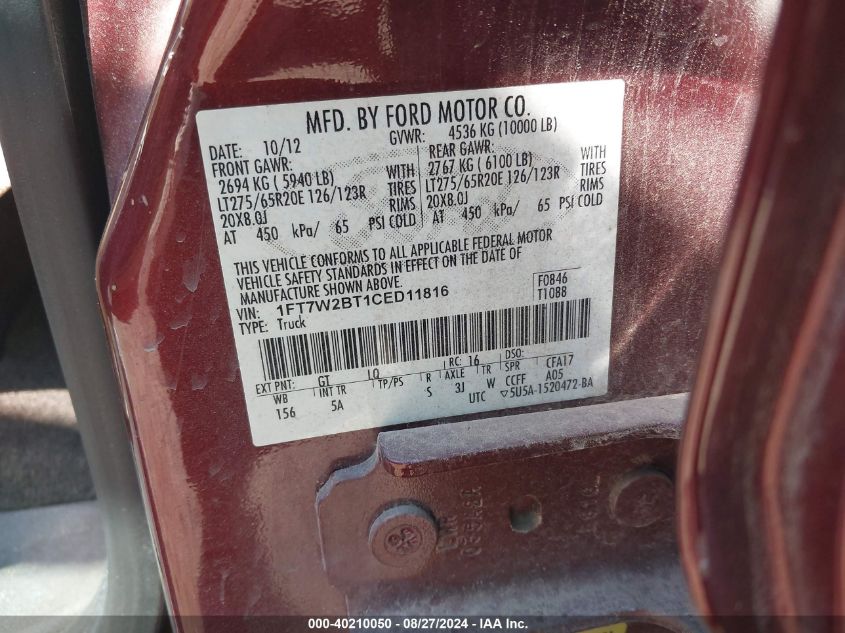 MFD. BY FORD MOTOR CO.
DATE: 10/12 GVWR: 4536 KG (10000 LB)
FRONT GAWR: REAR GAWR:
2694 KG ( 5940 LB) WITH 2767 KG ( 6100 LB) WITH
LT275/65R20E 126/123R TIRES LT275/65R20E 126/123R TIRES
20X8.0J RIMS 20X8.0J RIMS
AT 450 kPa/ 65 PSI COLD AT 450 kPa/ 65 PSI COLD
THIS VEHICLE CONFORMS TO ALL APPLICABLE FEDERAL MOTOR
VEHICLE SAFETY STANDARDS IN EFFECT ON THE DATE OF
MANUFACTURE SHOWN ABOVE.
VIN: 1FT7W2BT1CED11816 F0846
TYPE: Truck T1088
EXT PNT: GT LQ RC: 16 DSO:
WB INT TR TP/PS R AXLE TR SPR CFA17
156 5A S 3J W CCFF A05
UTC ▽5U5A-1520472-BA
000-40210050 - 08/27/2024 - IAA Inc.